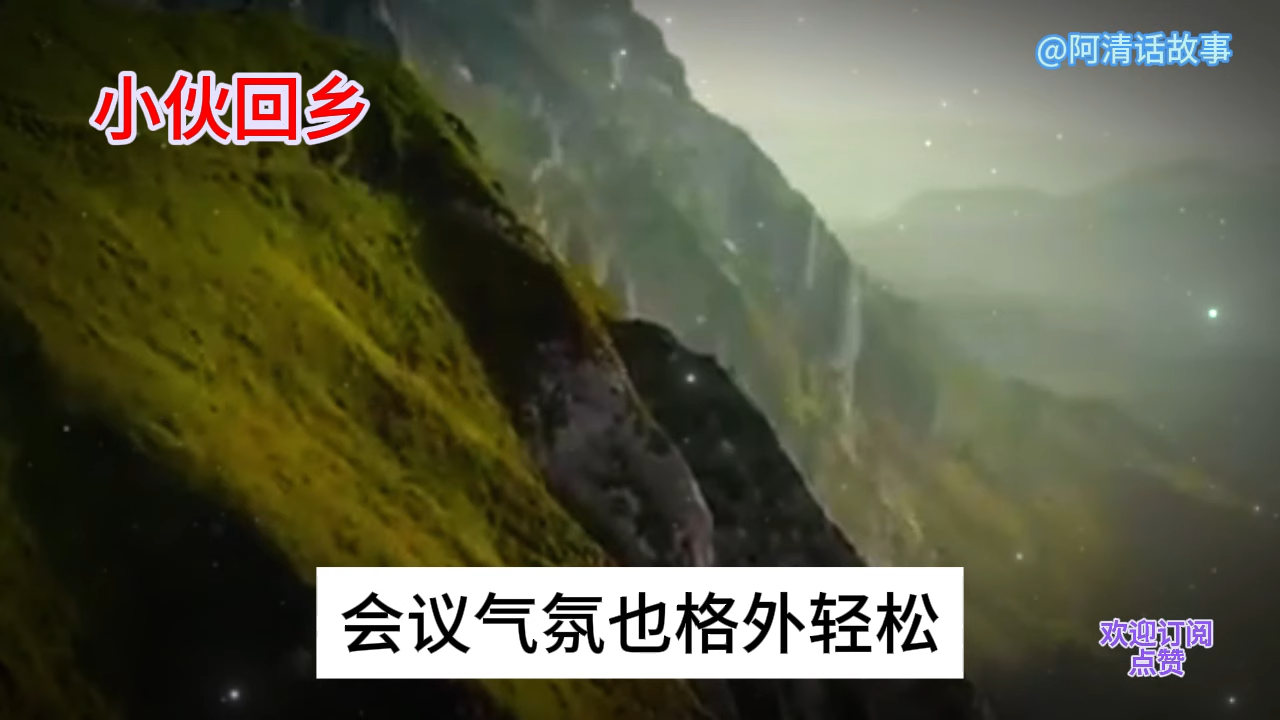 @阿清话故事
小伙回乡
会议气氛也格外轻松
欢迎订阅
点赞